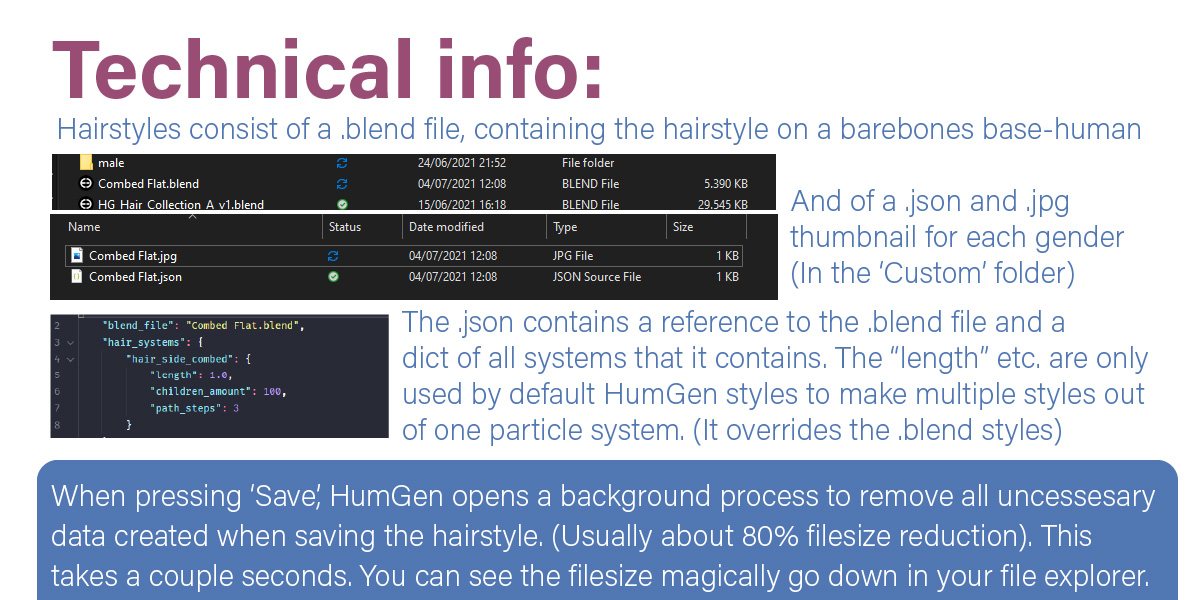 Technical info:
Hairstyles consist of a .blend file, containing the hairstyle on a barebones base-human
male 24/06/2021 21:52 File folder
Combed Flat.blend 04/07/2021 12:08 BLEND File 5.390 KB
HG_Hair_Collection_A_v1.blend 15/06/2021 16:18 BLEND File 29.545 KB
Name Status Date modified Type Size
Combed Flat.jpg 04/07/2021 12:08 JPG File 1 KB
Combed Flat.json 04/07/2021 12:08 JSON Source File 1 KB
And of a .json and .jpg
thumbnail for each gender
(In the ‘Custom’ folder)
2 "blend_file": "Combed Flat.blend",
3 "hair_systems": {
4 "hair_side_combed": {
5 "length": 1.0,
6 "children_amount": 100,
7 "path_steps": 3
8 }
The .json contains a reference to the .blend file and a
dict of all systems that it contains. The “length” etc. are only
used by default HumGen styles to make multiple styles out
of one particle system. (It overrides the .blend styles)
When pressing ‘Save’, HumGen opens a background process to remove all uncessesary
data created when saving the hairstyle. (Usually about 80% filesize reduction). This
takes a couple seconds. You can see the filesize magically go down in your file explorer.